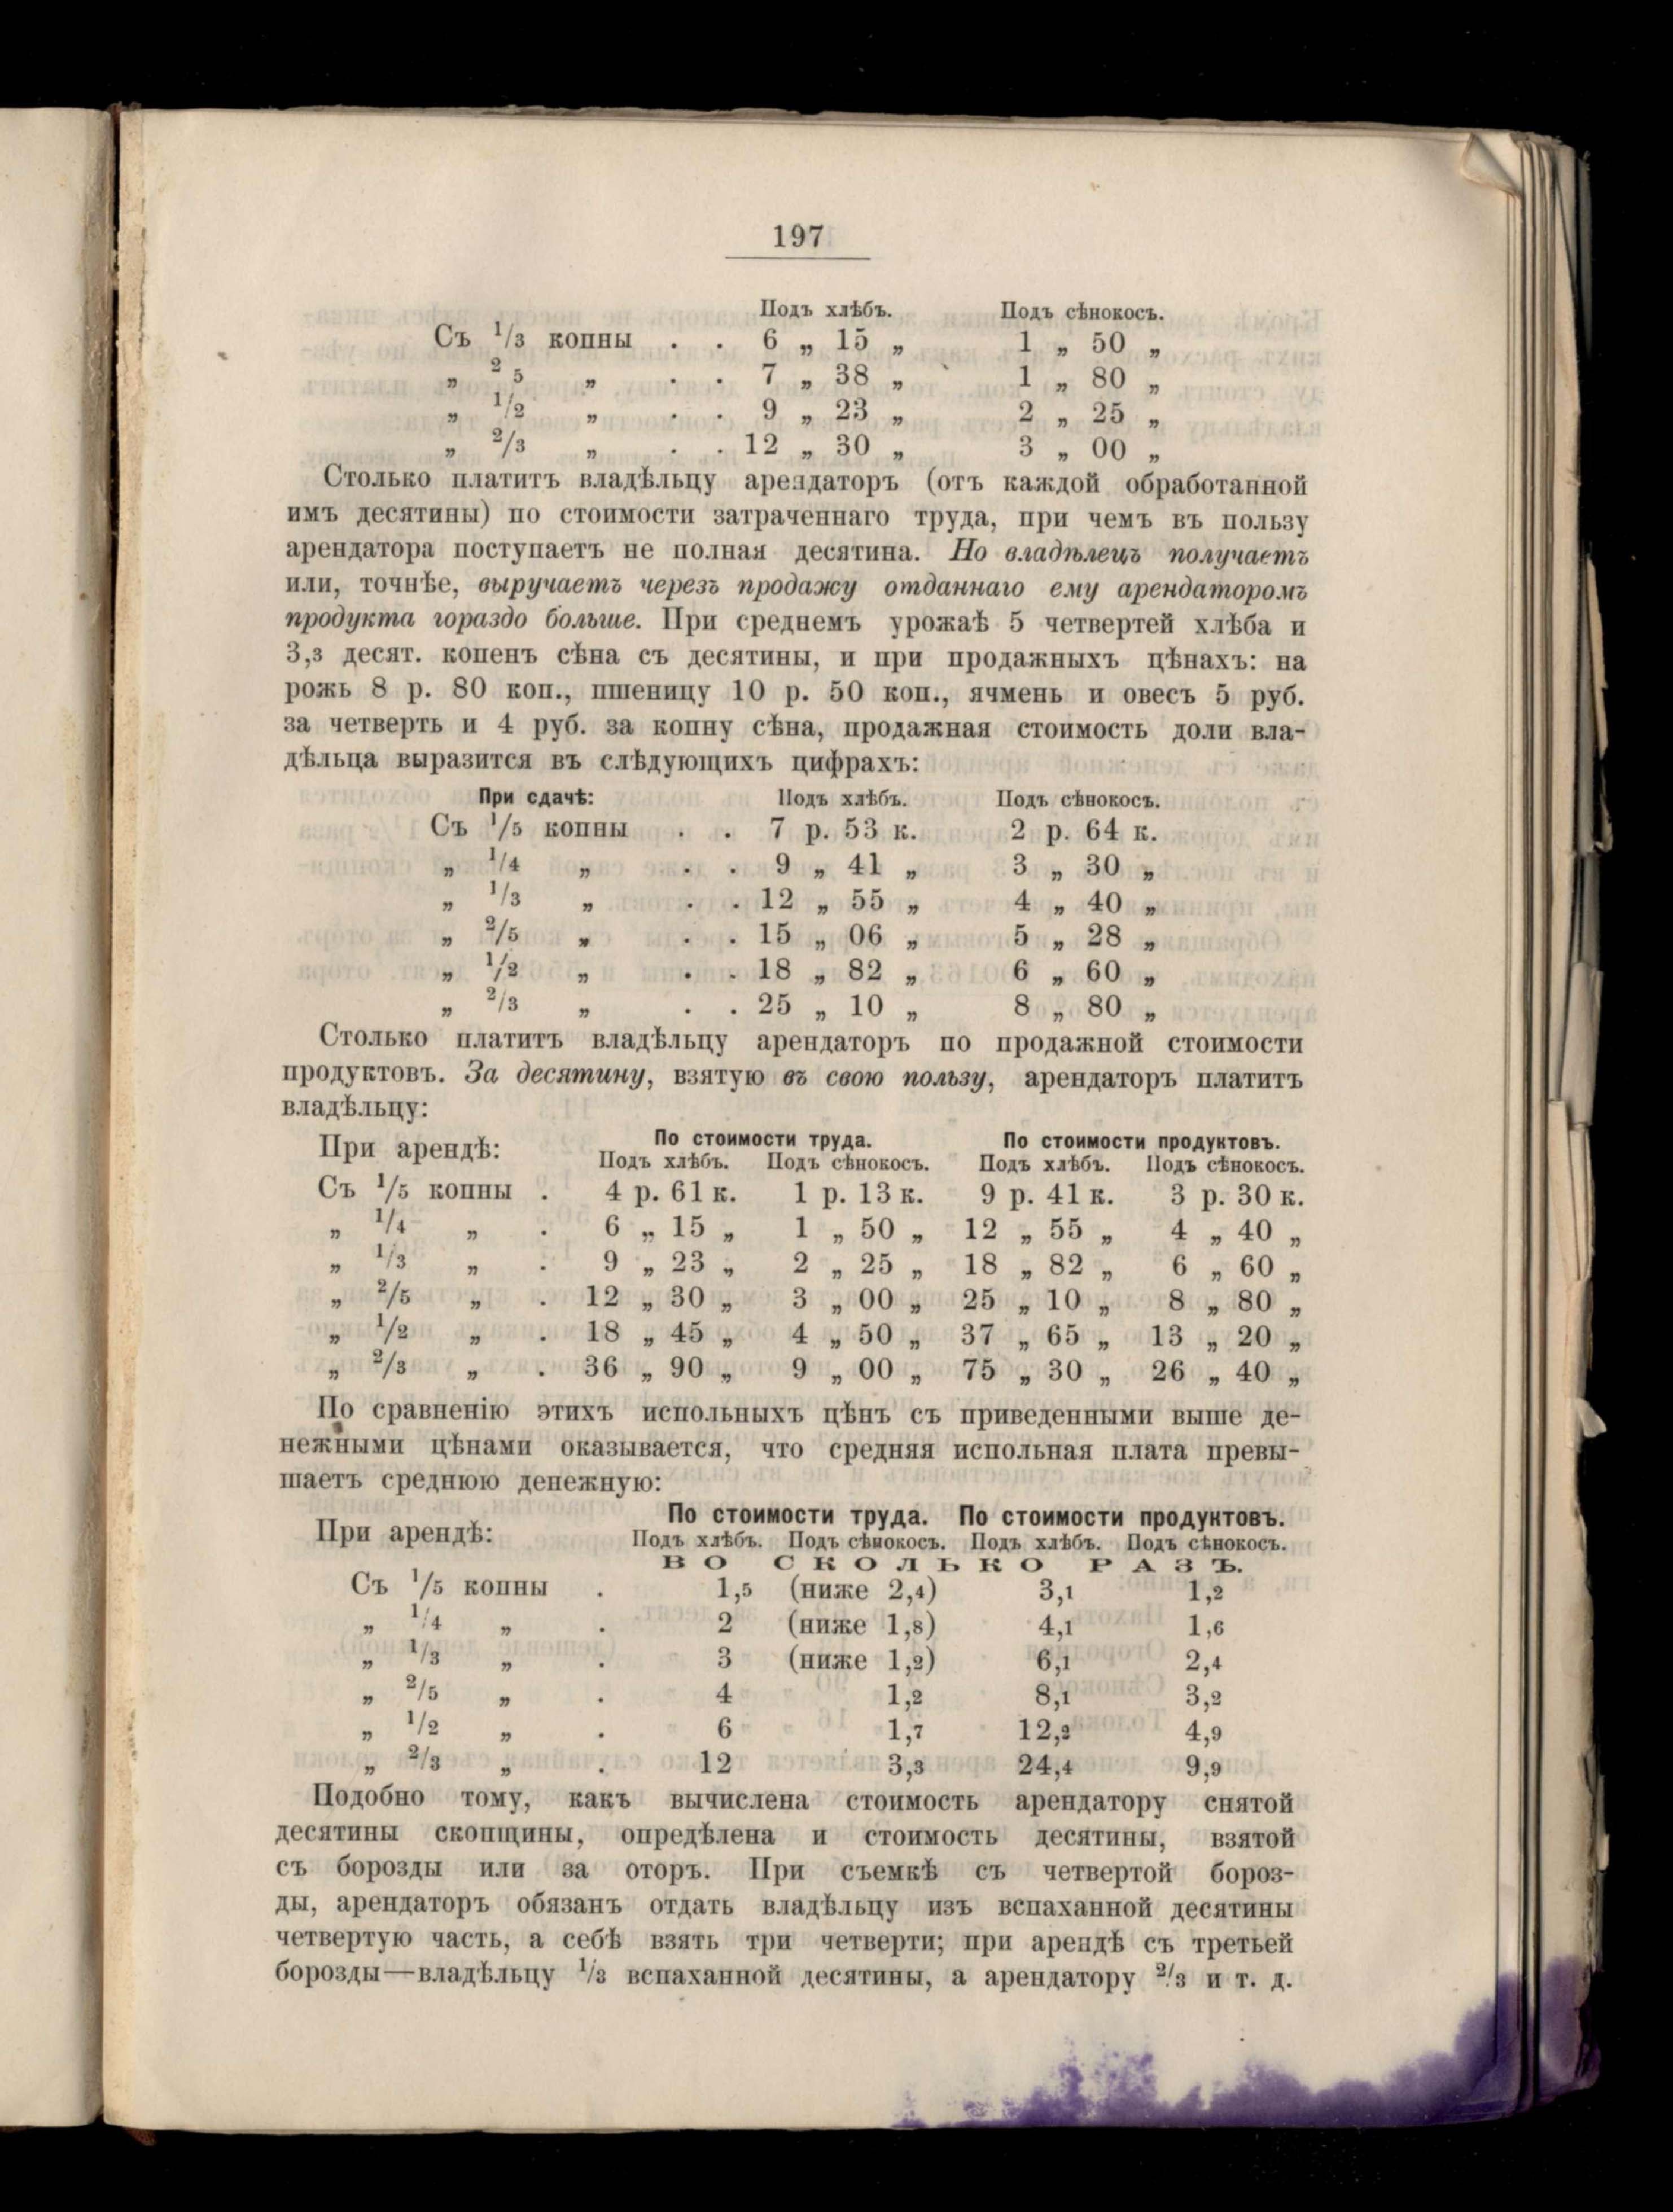 197
Подъ хлѣбъ. Подъ сѣнокосъ.
Съ 1/3 копны . . 6 „ 15 „ 1 „ 50 „
„ 2/5 „ . . 7 „ 38 „ 1 „ 80 „
„ 1/2 „ . . 9 „ 23 „ 2 „ 25 „
„ 2/3 „ . . 12 „ 30 „ 3 „ 00 „
Столько платитъ владѣльцу арендаторъ (отъ каждой обработанной
имъ десятины) по стоимости затраченнаго труда, при чемъ въ пользу
арендатора поступаетъ не полная десятина. Но владѣлецъ получаетъ
или, точнѣе, выручаетъ черезъ продажу отданнаго ему арендаторомъ
продукта гораздо больше. При среднемъ урожаѣ 5 четвертей хлѣба и
3,3 десят. копенъ сѣна съ десятины, и при продажныхъ цѣнахъ: на
рожь 8 р. 80 коп., пшеницу 10 р. 50 коп., ячмень и овесъ 5 руб.
за четверть и 4 руб. за копну сѣна, продажная стоимость доли вла-
дѣльца выразится въ слѣдующихъ цифрахъ:
При сдачѣ: Подъ хлѣбъ. Подъ сѣнокосъ.
Съ 1/5 копны . . 7 р. 53 к. 2 р. 64 к.
„ 1/4 „ . . 9 „ 41 „ 3 „ 30 „
„ 1/3 „ . . 12 „ 55 „ 4 „ 40 „
„ 2/5 „ . . 15 „ 06 „ 5 „ 28 „
„ 1/2 „ . . 18 „ 82 „ 6 „ 60 „
„ 2/3 „ . . 25 „ 10 „ 8 „ 80 „
Столько платитъ владѣльцу арендаторъ по продажной стоимости
продуктовъ. За десятину, взятую въ свою пользу, арендаторъ платитъ
владѣльцу:
При арендѣ: По стоимости труда. По стоимости продуктовъ.
Подъ хлѣбъ. Подъ сѣнокосъ. Подъ хлѣбъ. Подъ сѣнокосъ.
Съ 1/5 копны . 4 р. 61 к. 1 р. 13 к. 9 р. 41 к. 3 р. 30 к.
„ 1/4 „ . 6 „ 15 „ 1 „ 50 „ 12 „ 55 „ 4 „ 40 „
„ 1/3 „ . 9 „ 23 „ 2 „ 25 „ 18 „ 82 „ 6 „ 60 „
„ 2/5 „ . 12 „ 30 „ 3 „ 00 „ 25 „ 10 „ 8 „ 80 „
„ 1/2 „ . 18 „ 45 „ 4 „ 50 „ 37 „ 65 „ 13 „ 20 „
„ 2/3 „ . 36 „ 90 „ 9 „ 00 „ 75 „ 30 „ 26 „ 40 „
По сравненію этихъ испольныхъ цѣнъ съ приведенными выше де-
нежными цѣнами оказывается, что средняя испольная плата превы-
шаетъ среднюю денежную:
При арендѣ: По стоимости труда. По стоимости продуктовъ.
Подъ хлѣбъ. Подъ сѣнокосъ. Подъ хлѣбъ. Подъ сѣнокосъ.
ВО СКОЛЬКО РАЗЪ.
Съ 1/5 копны . 1,5 (ниже 2,4) 3,1 1,2
„ 1/4 „ . 2 (ниже 1,8) 4,1 1,6
„ 1/3 „ . 3 (ниже 1,2) 6,1 2,4
„ 2/5 „ . 4 1,2 8,1 3,2
„ 1/2 „ . 6 1,7 12,2 4,9
„ 2/3 „ . 12 3,3 24,4 9,9
Подобно тому, какъ вычислена стоимость арендатору снятой
десятины скопщины, опредѣлена и стоимость десятины, взятой
съ борозды или за оторъ. При съемкѣ съ четвертой бороз-
ды, арендаторъ обязанъ отдать владѣльцу изъ вспаханной десятины
четвертую часть, а себѣ взять три четверти; при арендѣ съ третьей
борозды—владѣльцу 1/3 вспаханной десятины, а арендатору 2/3 и т. д.